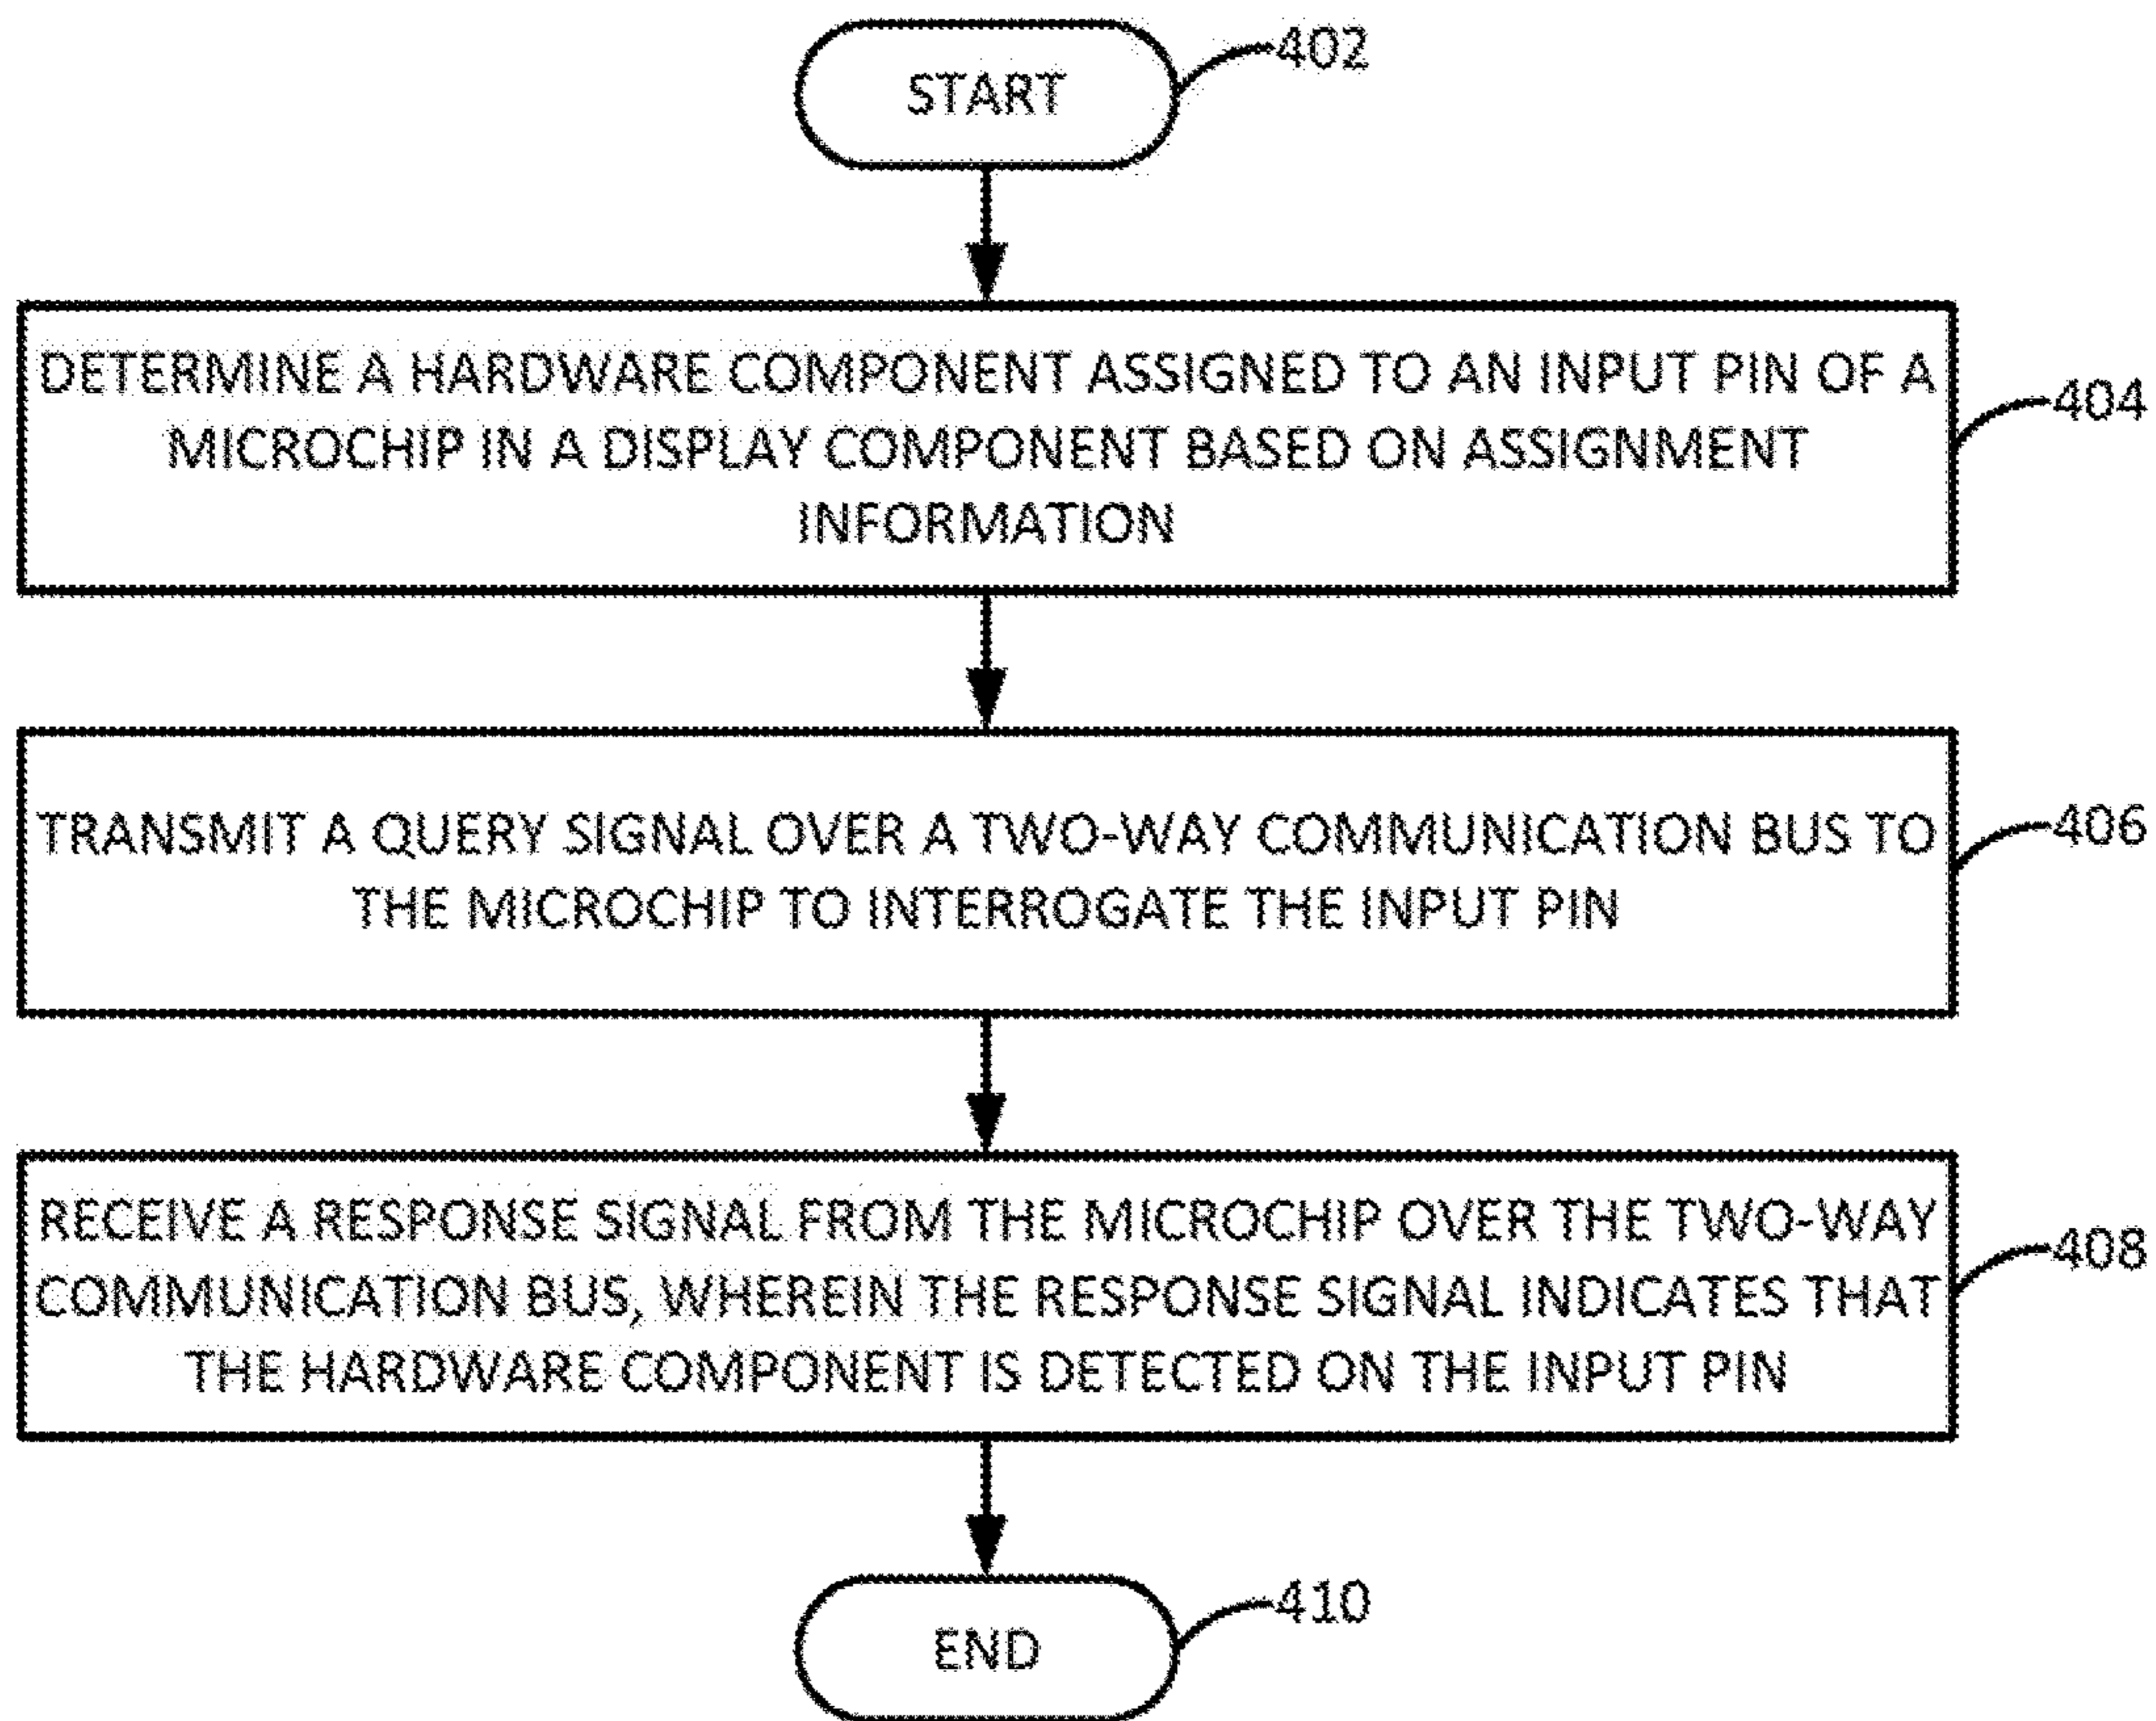 START
402
DETERMINE A HARDWARE COMPONENT ASSIGNED TO AN INPUT PIN OF A
MICROCHIP IN A DISPLAY COMPONENT BASED ON ASSIGNMENT
INFORMATION
404
TRANSMIT A QUERY SIGNAL OVER A TWO-WAY COMMUNICATION BUS TO
THE MICROCHIP TO INTERROGATE THE INPUT PIN
406
RECEIVE A RESPONSE SIGNAL FROM THE MICROCHIP OVER THE TWO-WAY
COMMUNICATION BUS, WHEREIN THE RESPONSE SIGNAL INDICATES THAT
THE HARDWARE COMPONENT IS DETECTED ON THE INPUT PIN
408
END
410